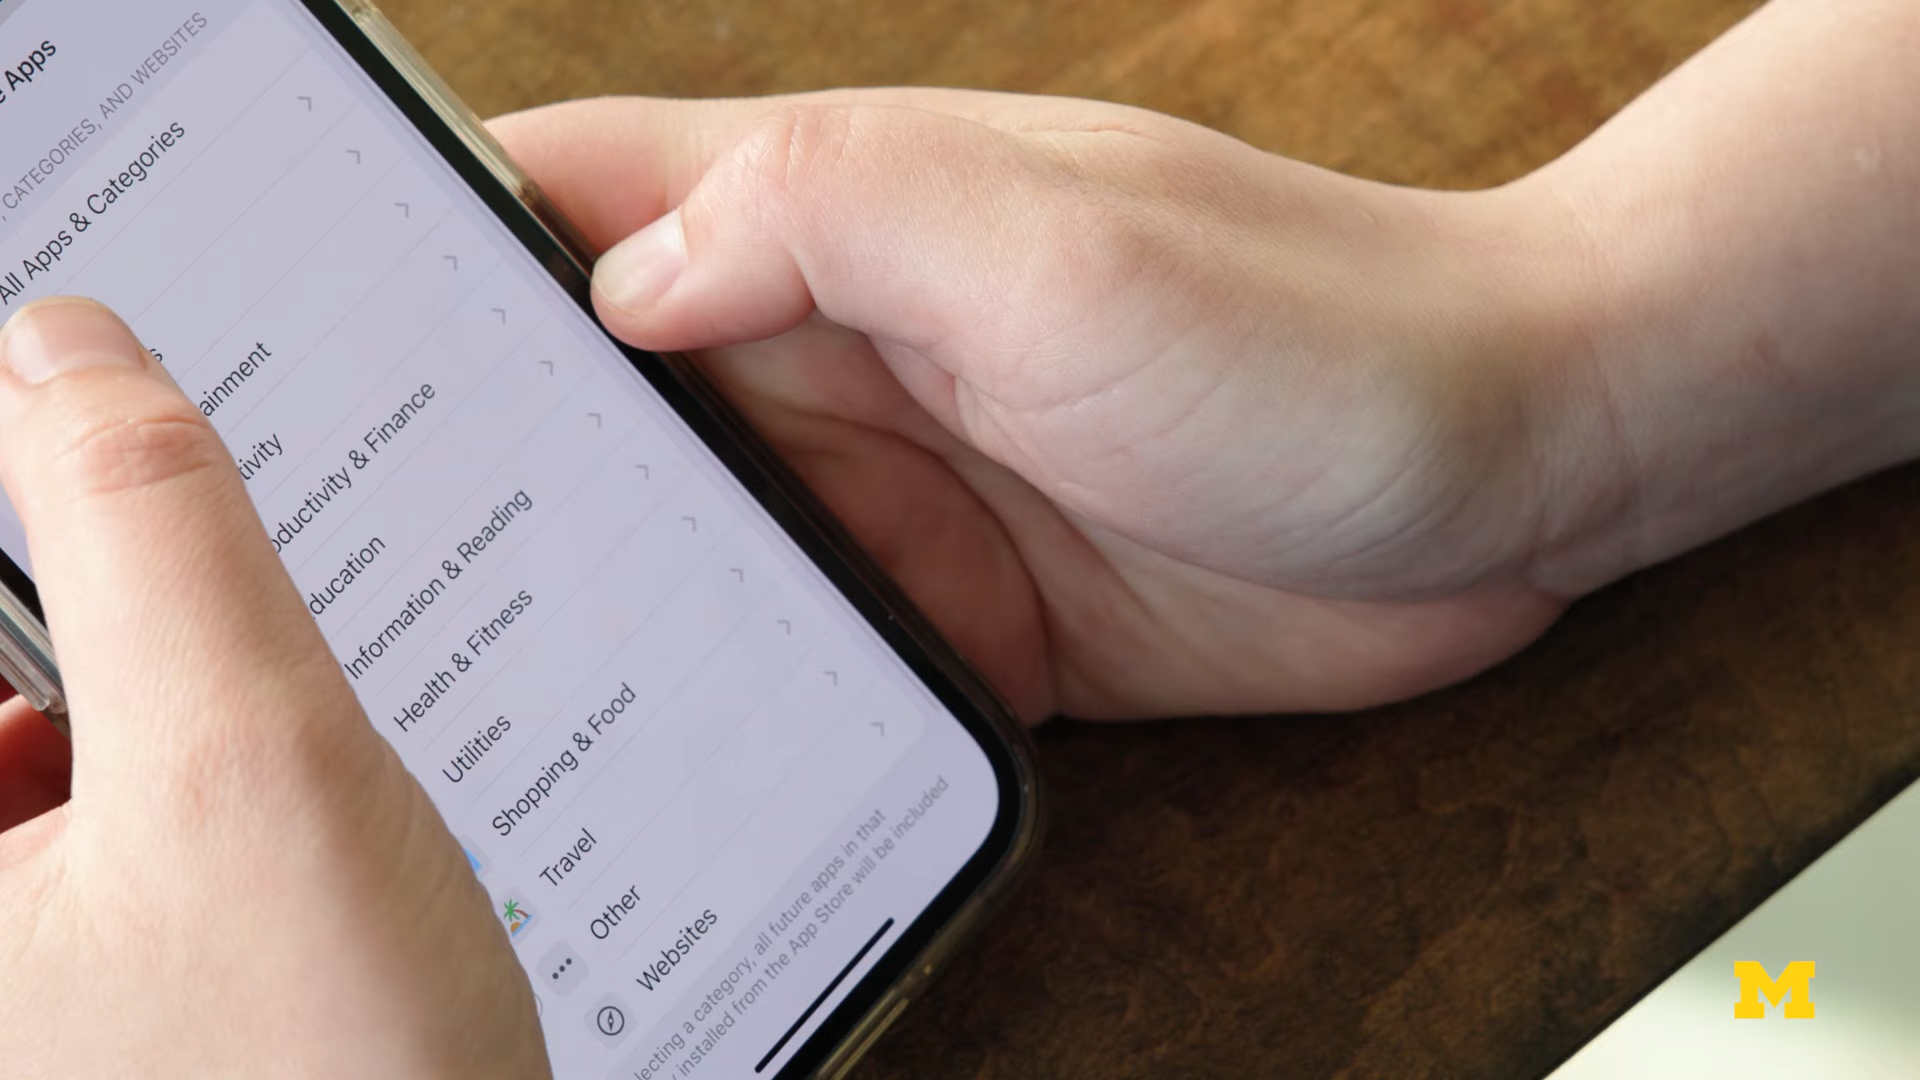 Apps
, CATEGORIES, AND WEBSITES
All Apps & Categories
s
ainment
tivity
oductivity & Finance
ducation
Information & Reading
Health & Fitness
Utilities
Shopping & Food
Travel
Other
Websites
lecting a category, all future apps in that
installed from the App Store will be included
M